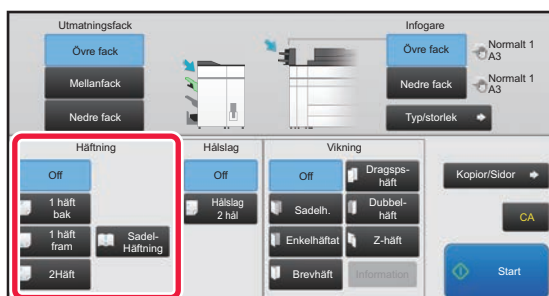 Utmatningsfack
Övre fack
Mellanfack
Nedre fack
Infogare
Övre fack
Normalt 1
A3
Nedre fack
Normalt 1
A3
Typ/storlek
Häftning
Off
1 häft
bak
1 häft
fram
2Häft
Sadel-
Häftning
Hålslag
Off
Hålslag
2 hål
Vikning
Off
Sadelh.
Enkelhäftat
Brevhäft
Dragsps-
häft
Dubbel-
häft
Z-häft
Information
Kopior/Sidor
CA
Start